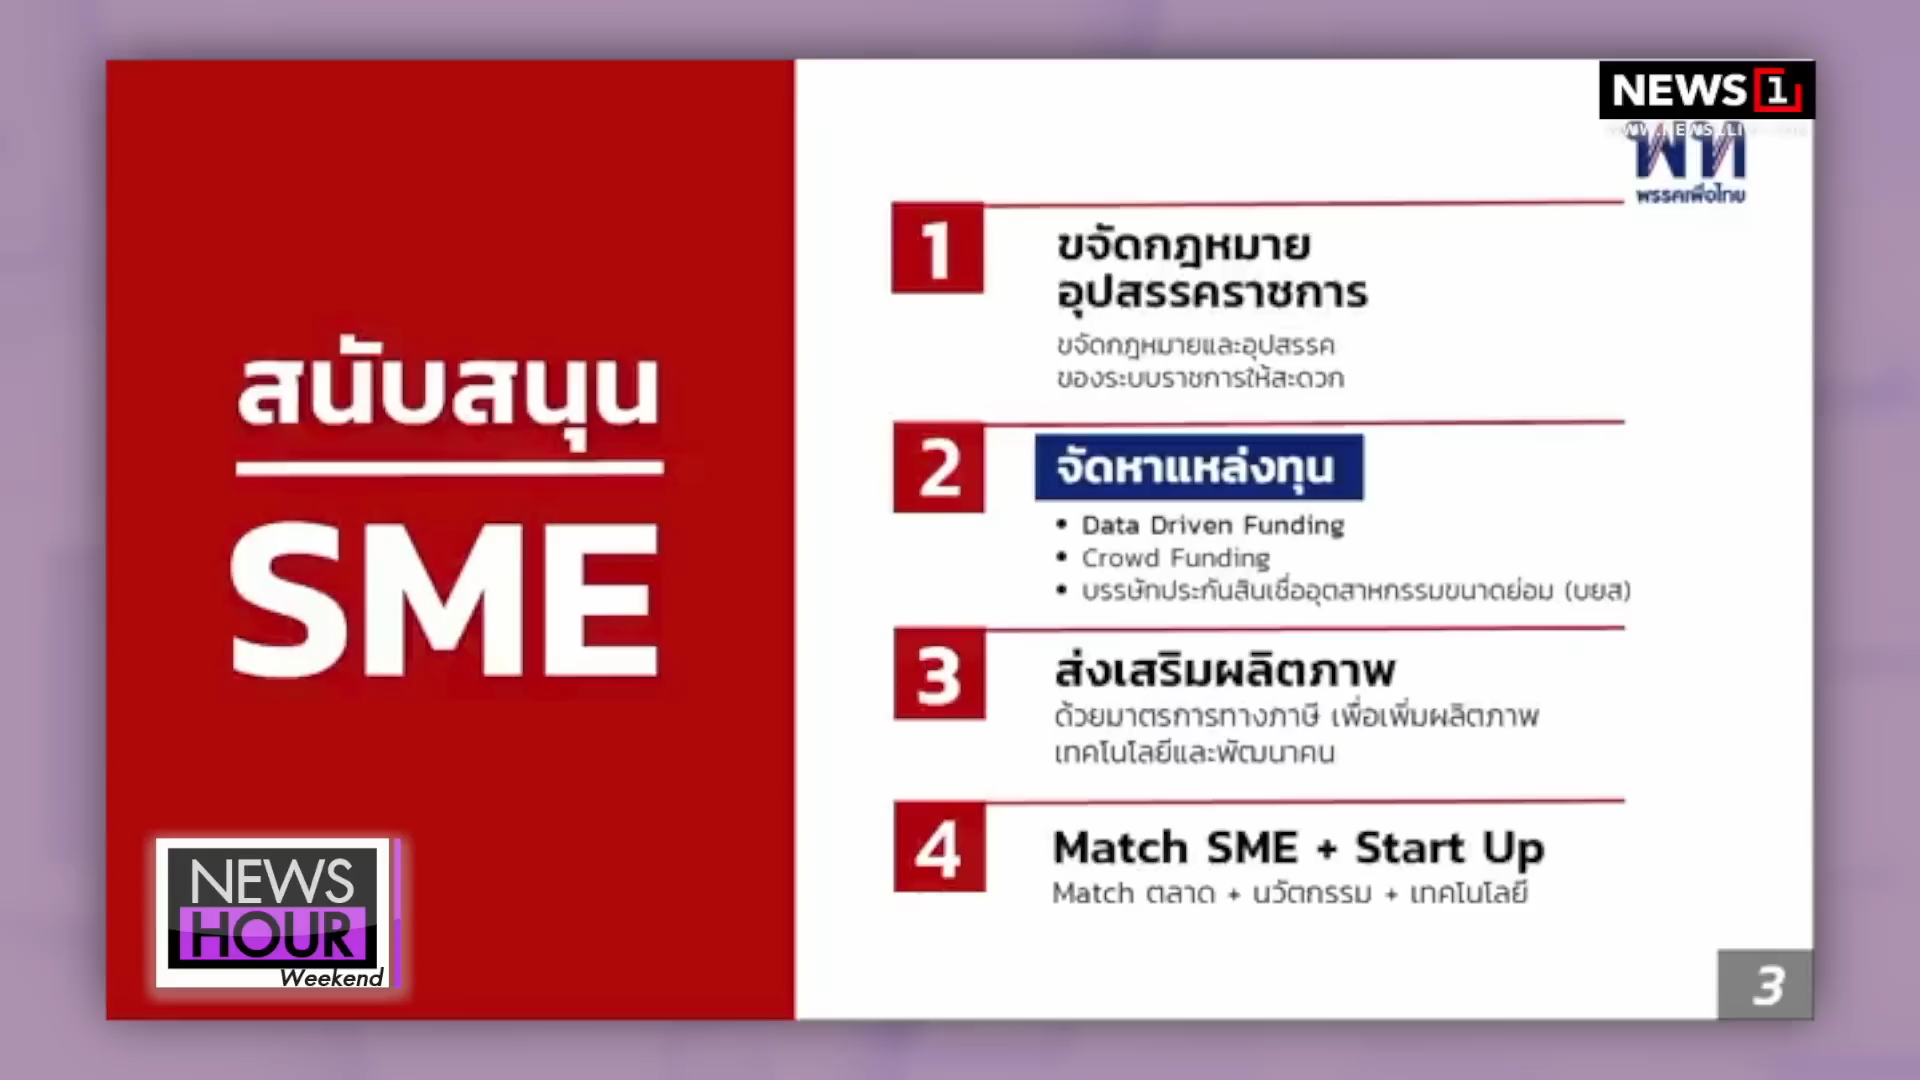 NEWS 1
พท
พรรคเพื่อไทย
สนับสนุน
SME
1
ขจัดกฎหมาย
อุปสรรคราชการ
ขจัดกฎหมายและอุปสรรค
ของระบบราชการให้สะดวก
2
จัดหาแหล่งทุน
• Data Driven Funding
• Crowd Funding
• บรรษัทประกันสินเชื่ออุตสาหกรรมขนาดย่อม (บยส)
3
ส่งเสริมผลิตภาพ
ด้วยมาตรการทางภาษี เพื่อเพิ่มผลิตภาพ
เทคโนโลยีและพัฒนาคน
4
Match SME + Start Up
Match ตลาด + นวัตกรรม + เทคโนโลยี
NEWS
HOUR
Weekend
3